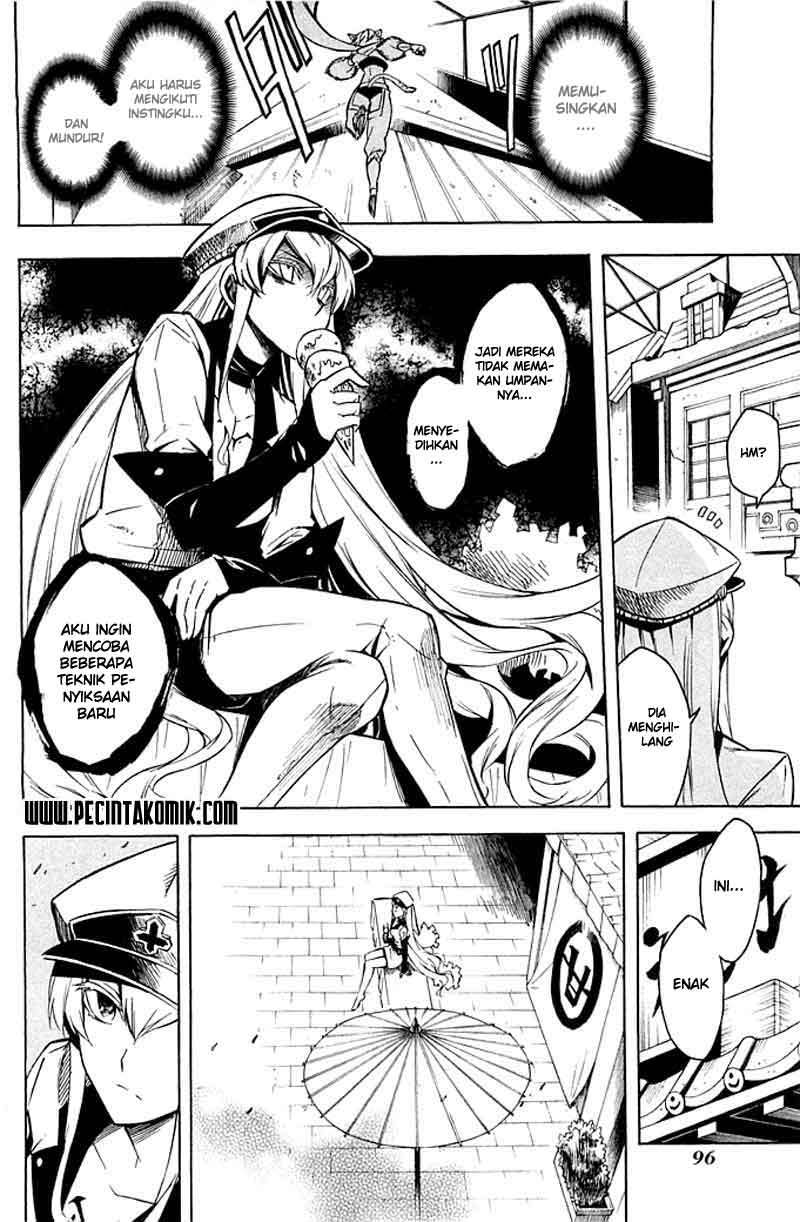 MEMU-
SINGKAN
....
AKU HARUS
MENGIKUTI
INSTINGKU...
DAN
MUNDUR!
HM?
DIA
MENGHI-
LANG
JADI MEREKA
TIDAK MEMA-
KAN UMPAN-
NYA...
MENYE-
DIHKAN
...
AKU INGIN
MENCOBA
BEBERAPA
TEKNIK PE-
NYIKSAAN
BARU
WWW.PECINTAKOMIK.COM
INI...
ENAK
96